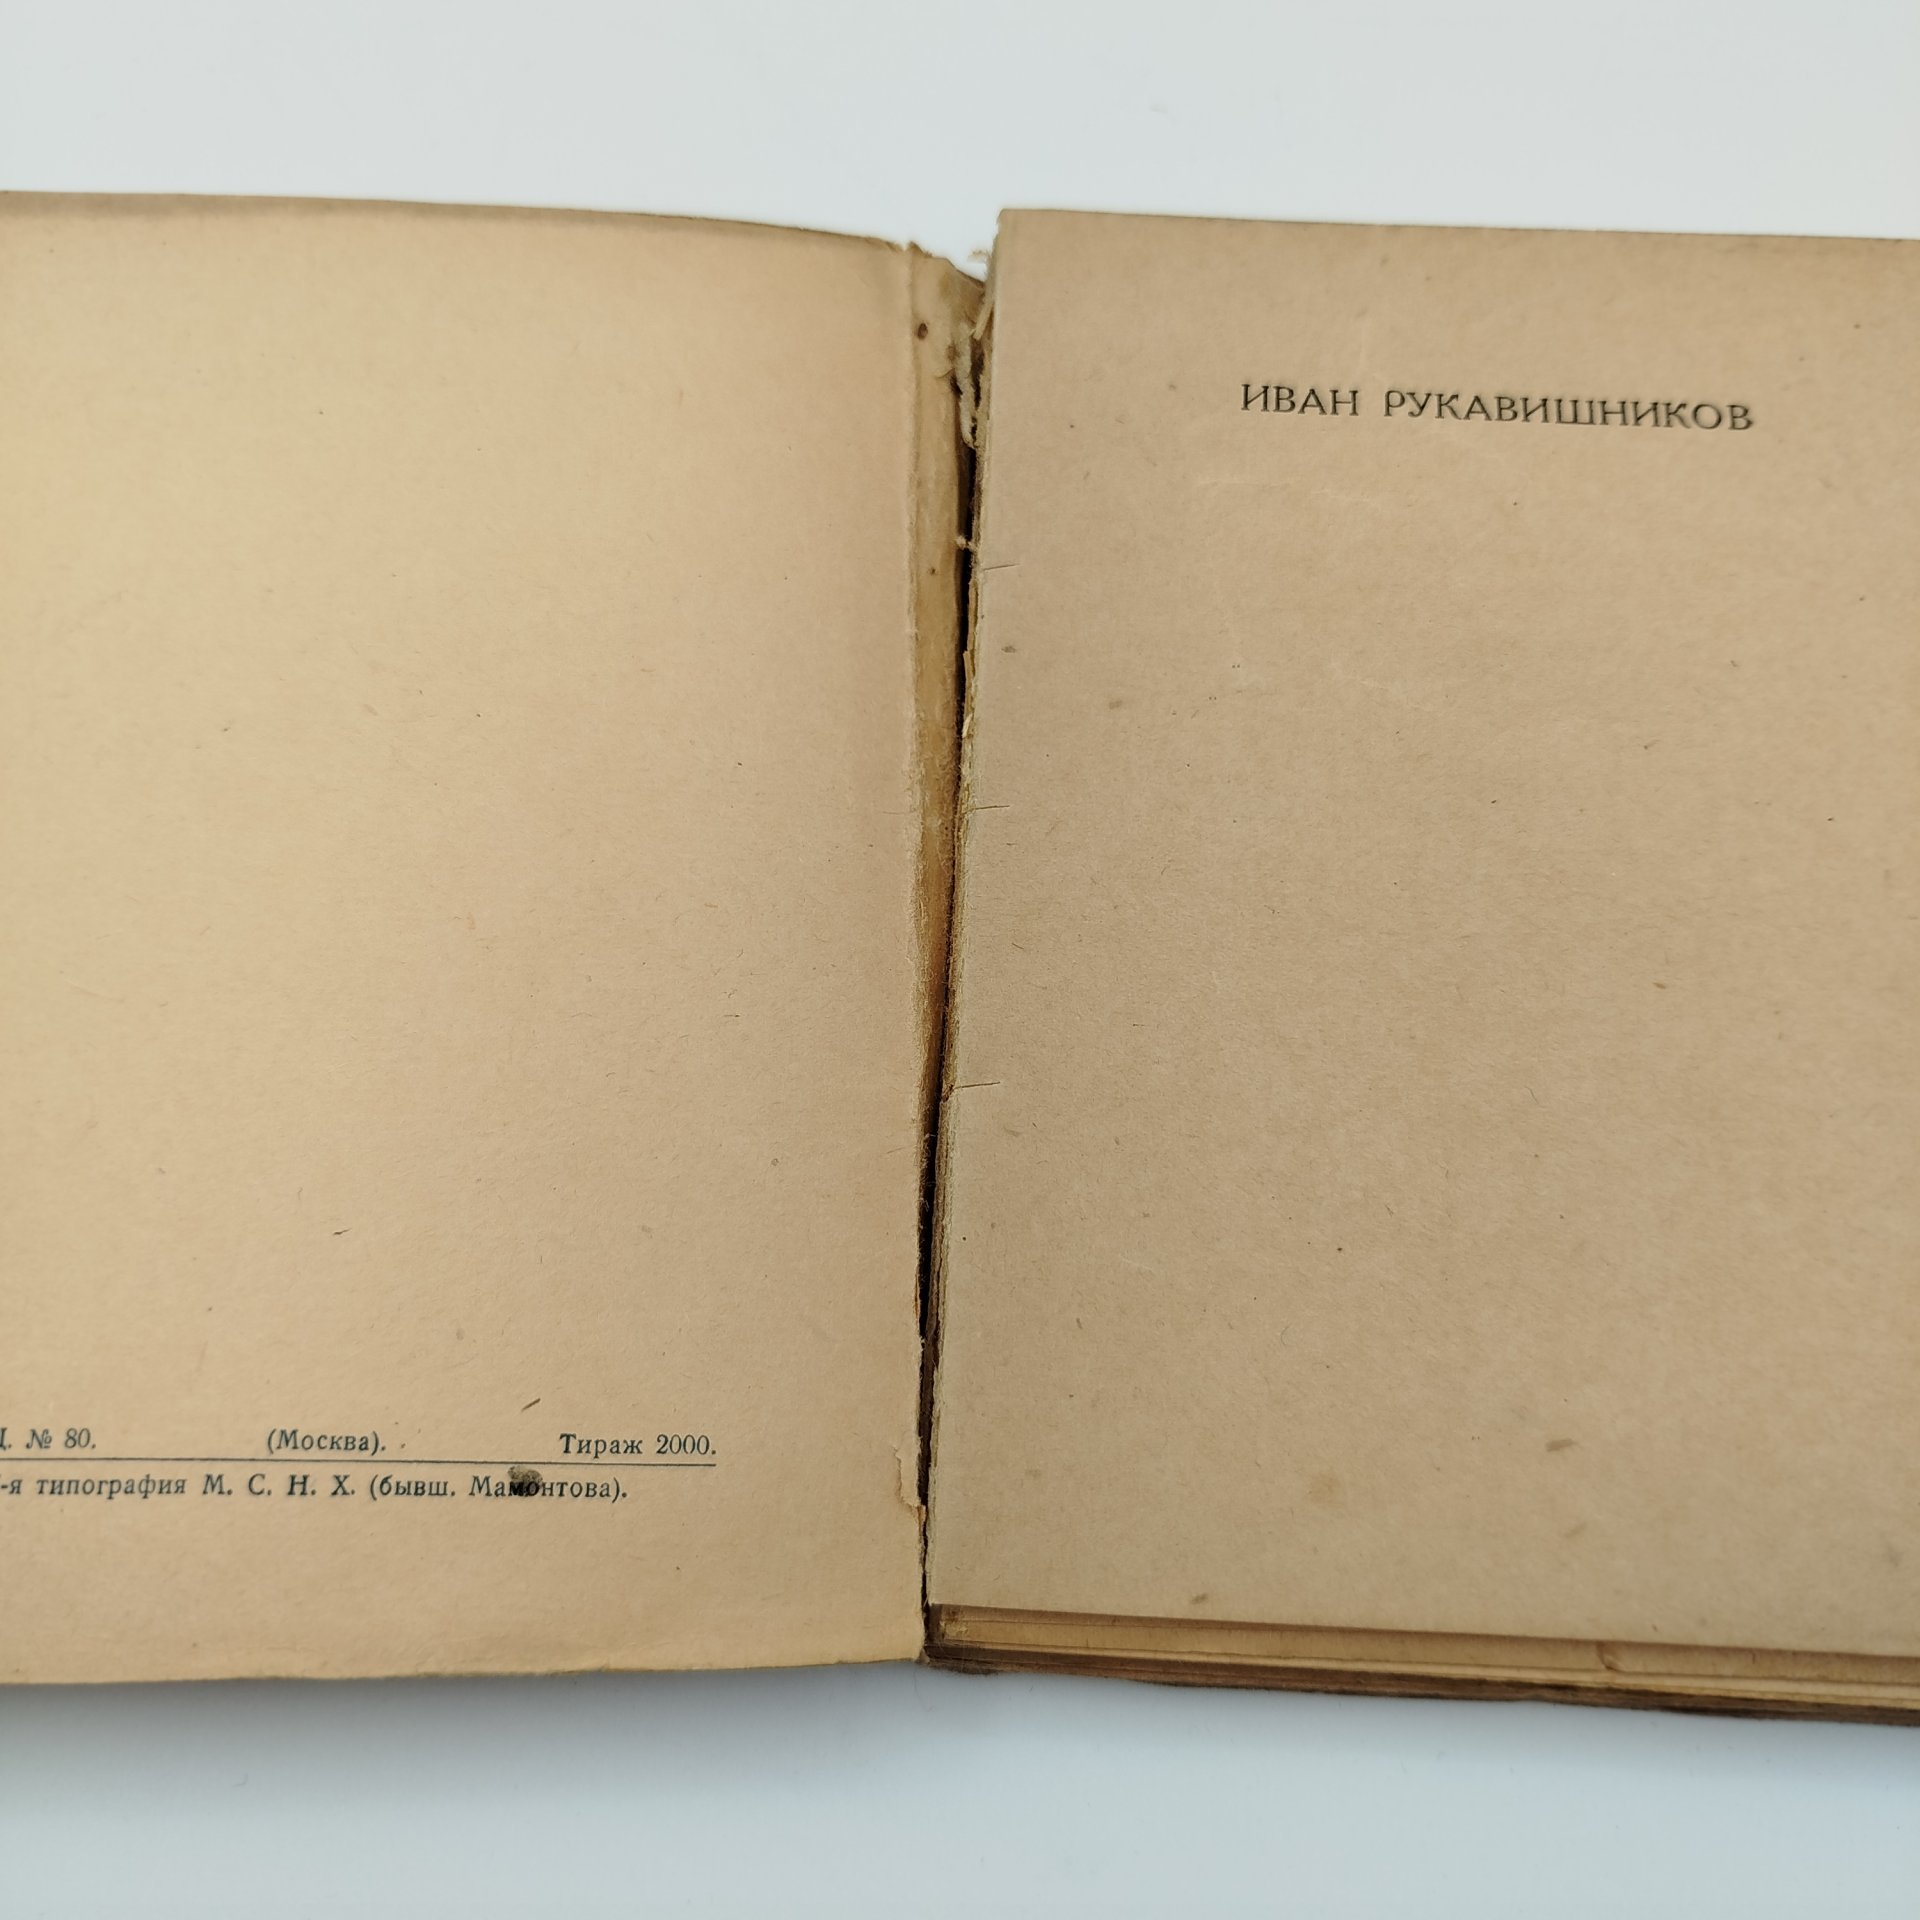 № 80. (Москва). Тираж 2000.
-я типография М. С. Н. Х. (бывш. Мамонтова).
ИВАН РУКАВИШНИКОВ